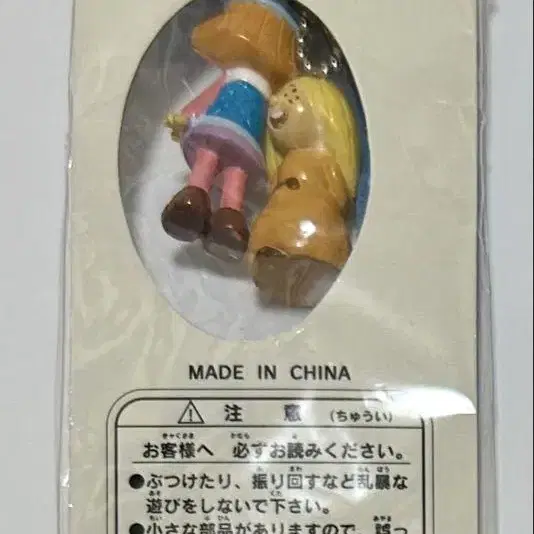 MADE IN CHINA
⚠ 注意 (ちゅうい)
お客様へ 必ずお読みください。
●ぶつけたり、振り回すなど乱暴な
遊びをしないで下さい。
●小さな部品がありますので、誤っ